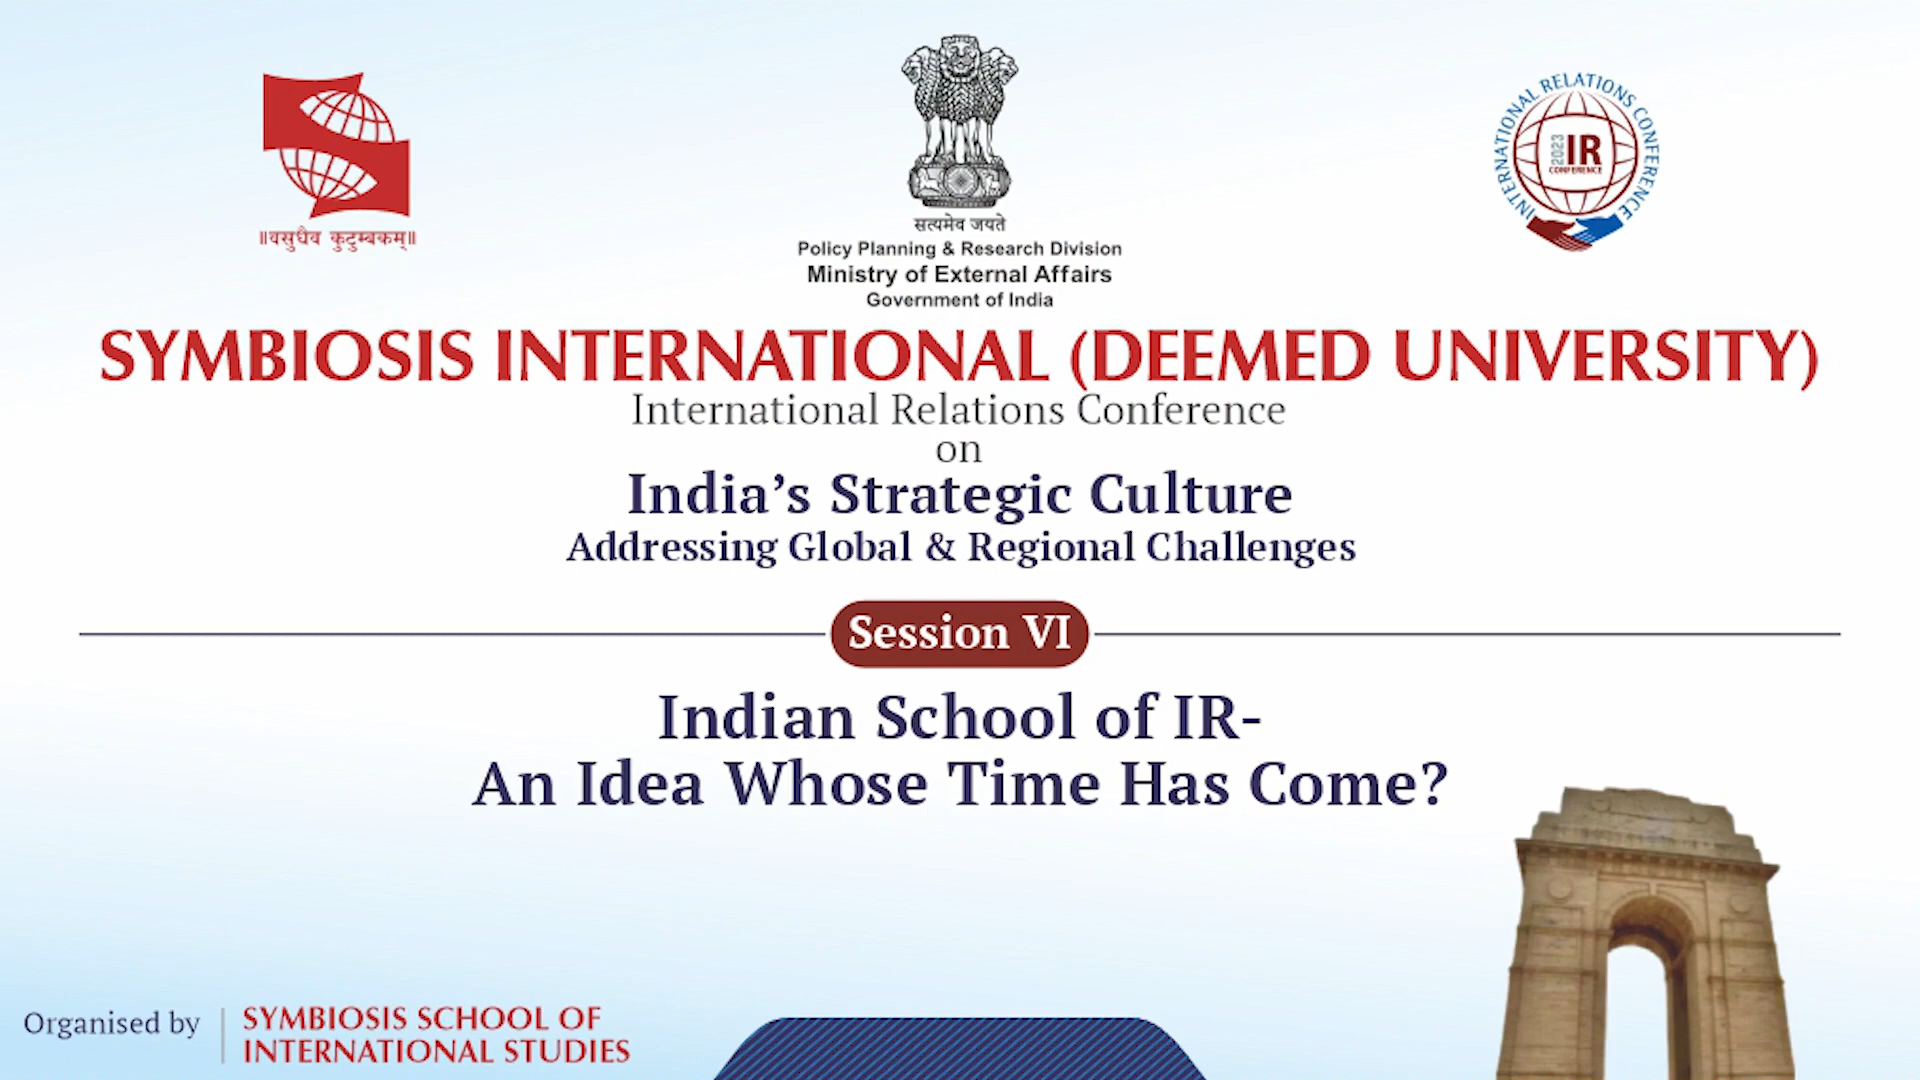 ॥वसुधैव कुटुम्बकम्॥
सत्यमेव जयते
Policy Planning & Research Division
Ministry of External Affairs
Government of India
INTERNATIONAL RELATIONS CONFERENCE
2023
IR
CONFERENCE
SYMBIOSIS INTERNATIONAL (DEEMED UNIVERSITY)
International Relations Conference
on
India’s Strategic Culture
Addressing Global & Regional Challenges
Session VI
Indian School of IR-
An Idea Whose Time Has Come?
Organised by
SYMBIOSIS SCHOOL OF
INTERNATIONAL STUDIES